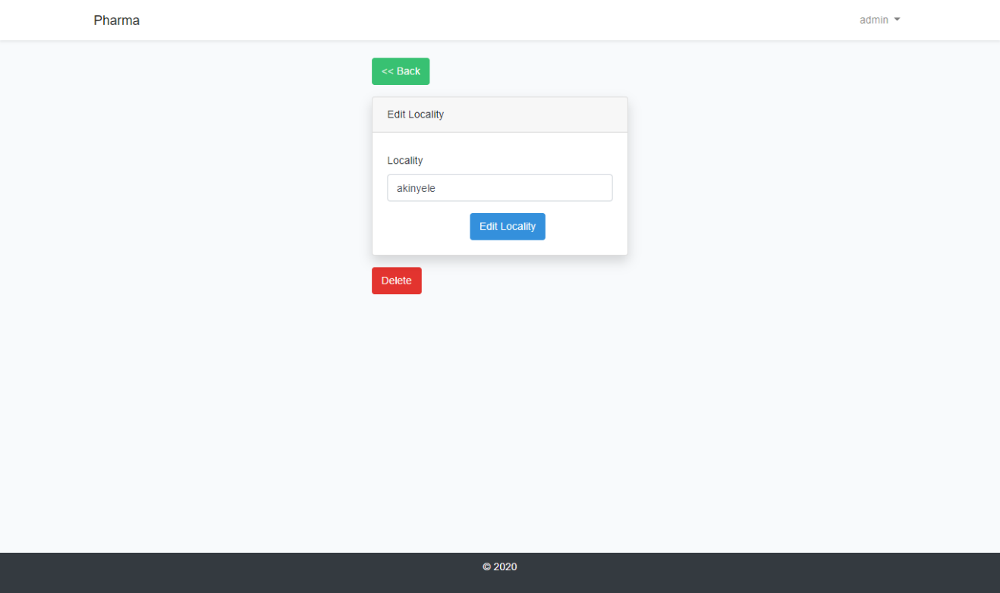 Pharma
admin
<< Back
Edit Locality
Locality
akinyele
Edit Locality
Delete
© 2020